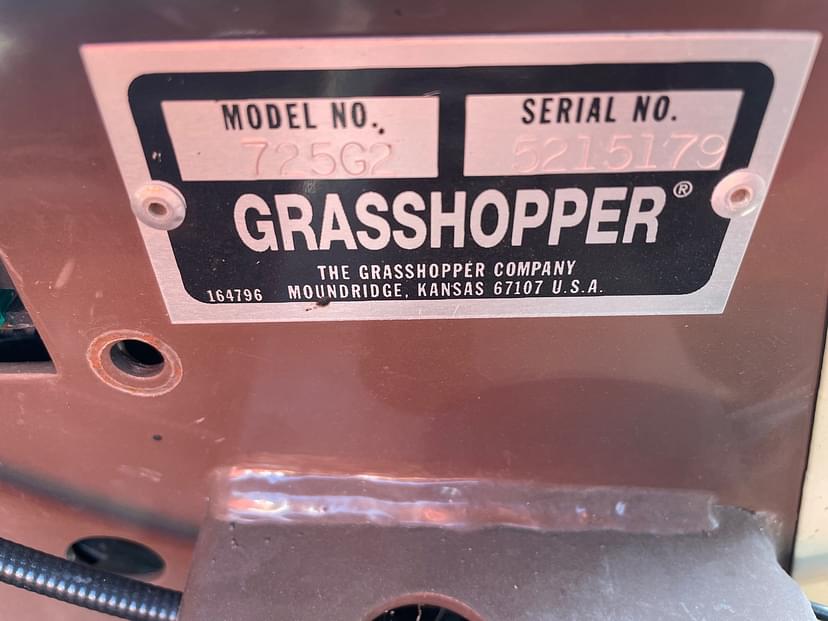 MODEL NO. SERIAL NO.
725G2 5215179
GRASSHOPPER®
THE GRASSHOPPER COMPANY
164796 MOUNDRIDGE, KANSAS 67107 U.S.A.